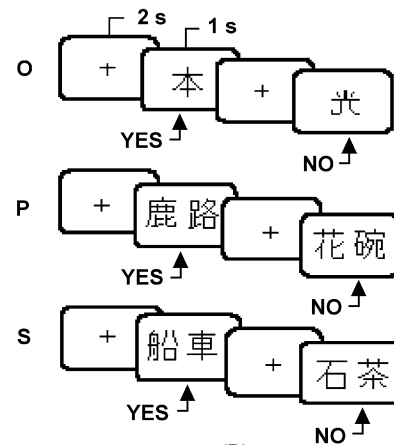 2 s
1 s
O + 本 +
YES
NO
P + 鹿 路 + 花 碗
YES
NO
S + 船 車 + 石 茶
YES
NO